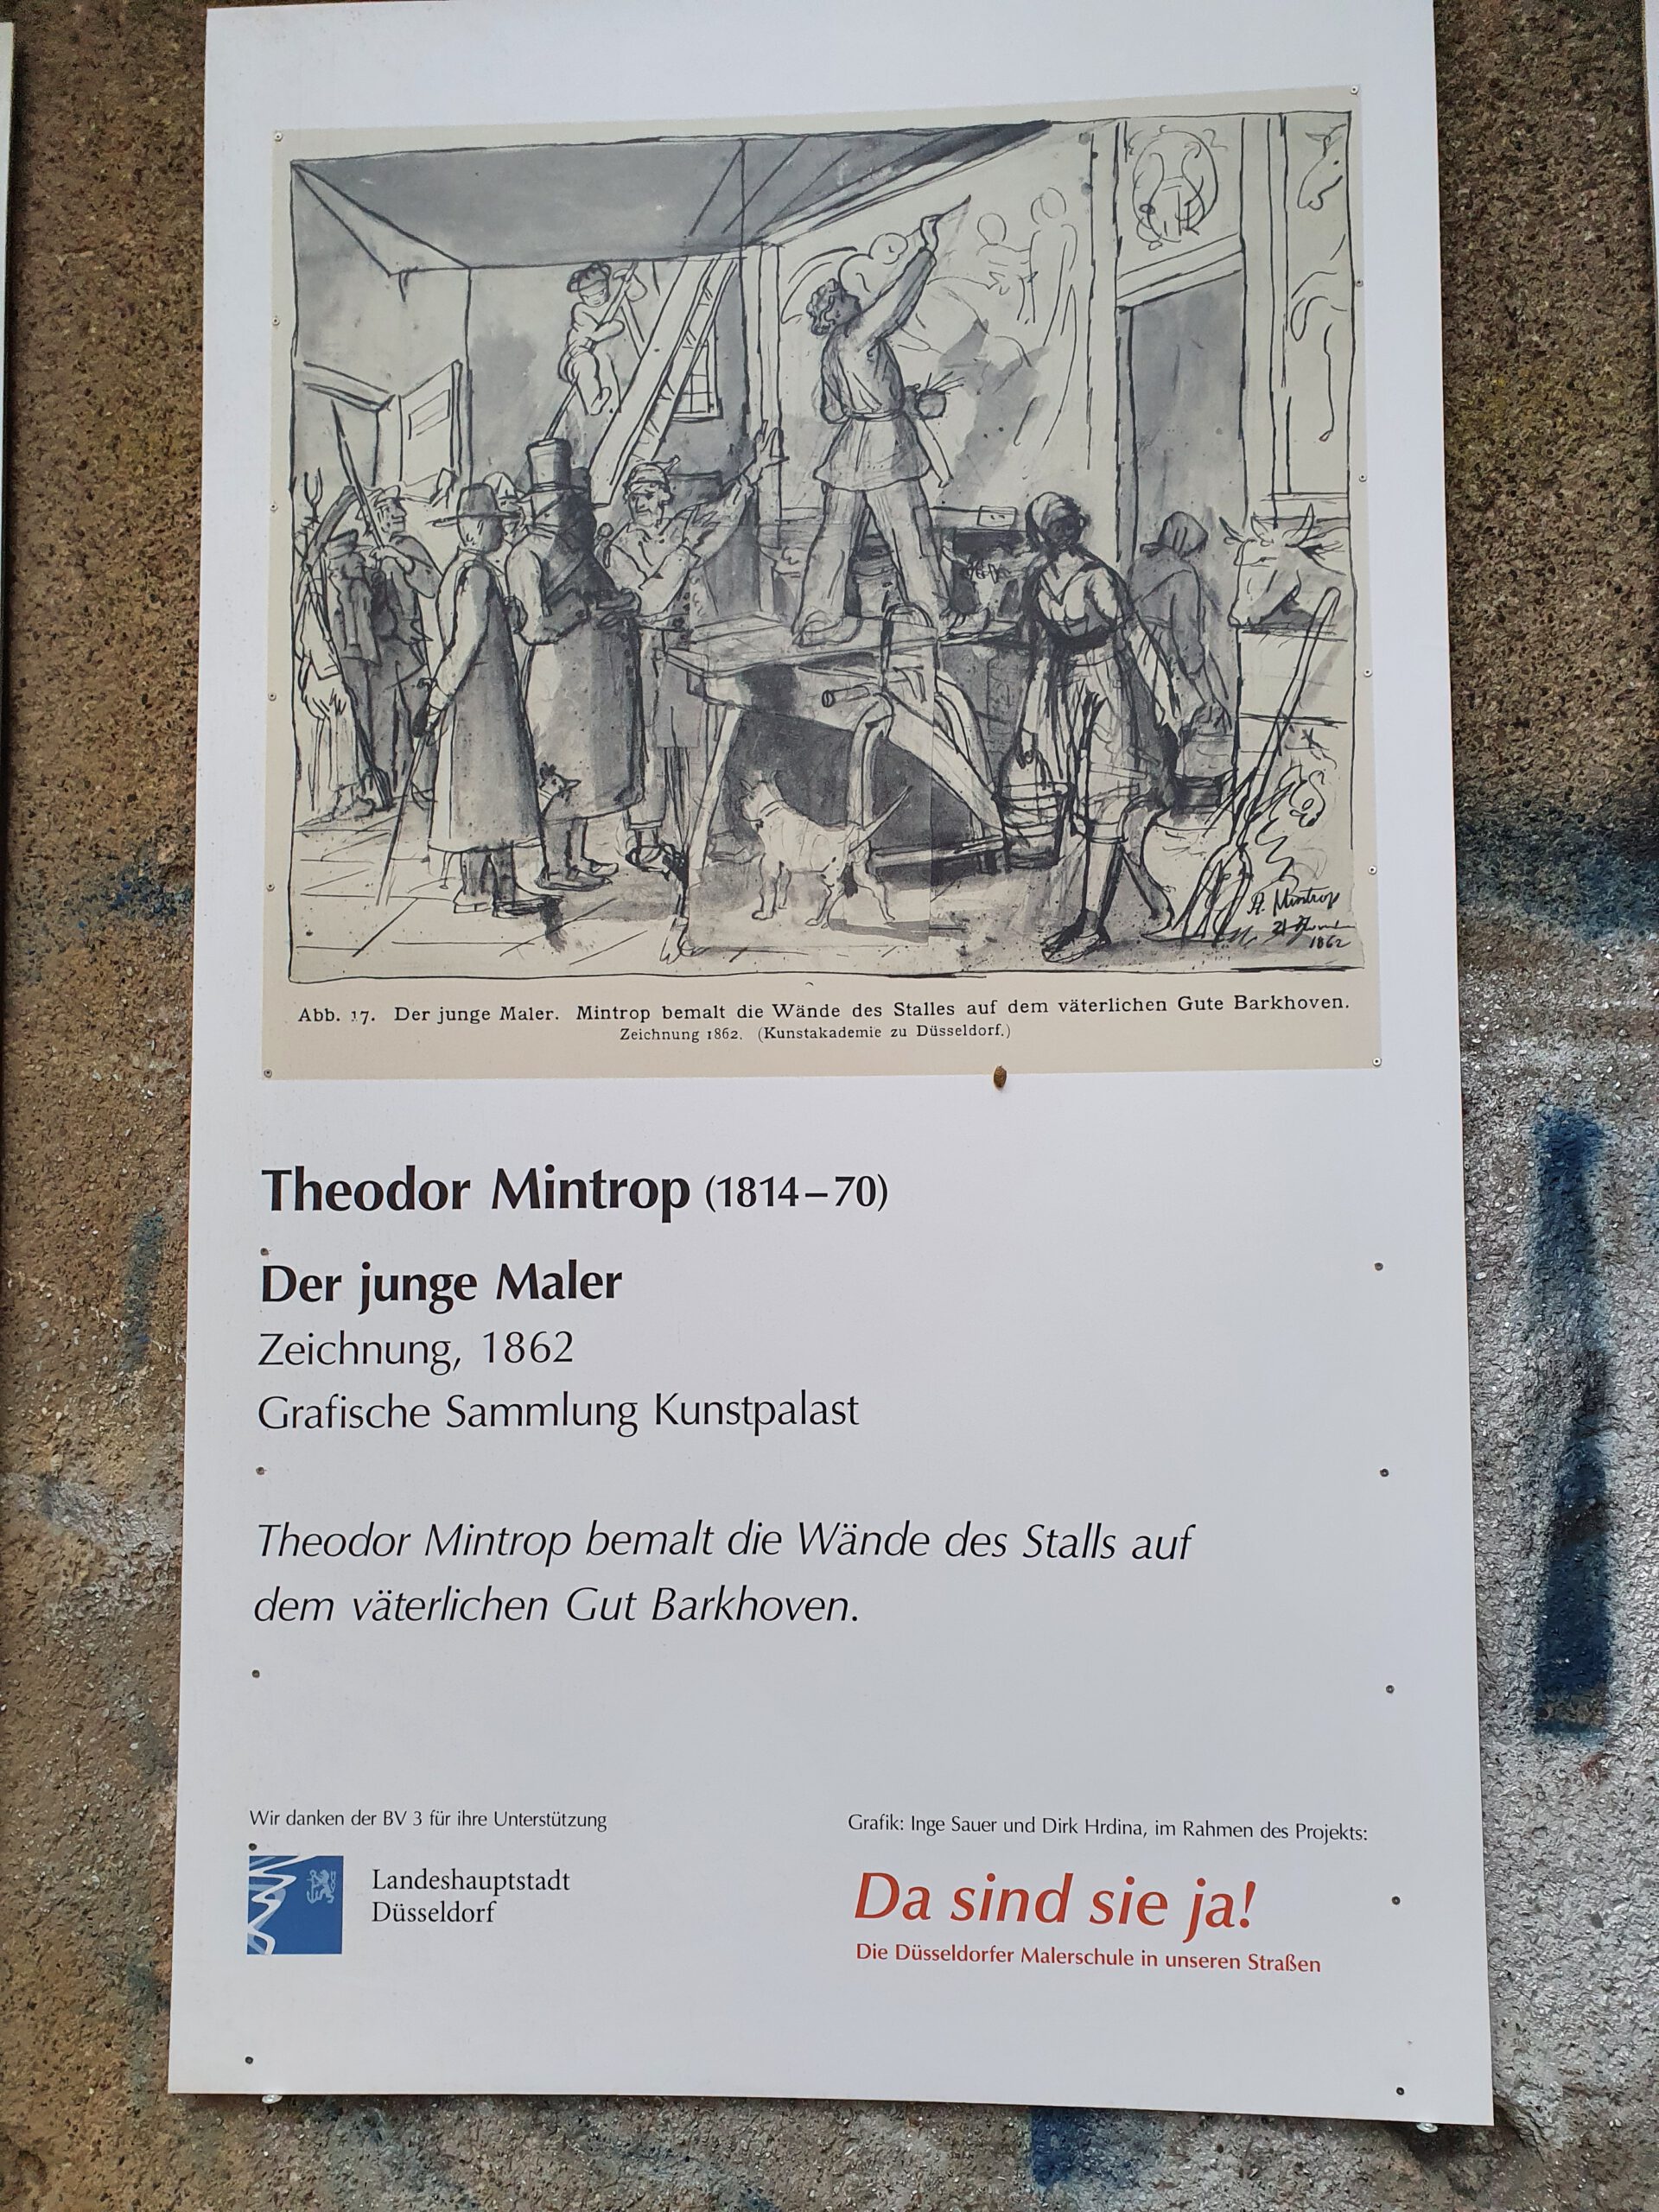 Mintrop
1862
Abb. 17. Der junge Maler. Mintrop bemalt die Wände des Stalles auf dem väterlichen Gute Barkhoven.
Zeichnung 1862. (Kunstakademie zu Düsseldorf.)
Theodor Mintrop (1814–70)
Der junge Maler
Zeichnung, 1862
Grafische Sammlung Kunstpalast
Theodor Mintrop bemalt die Wände des Stalls auf
dem väterlichen Gut Barkhoven.
Wir danken der BV 3 für ihre Unterstützung
Landeshauptstadt
Düsseldorf
Grafik: Inge Sauer und Dirk Hrdina, im Rahmen des Projekts:
Da sind sie ja!
Die Düsseldorfer Malerschule in unseren Straßen